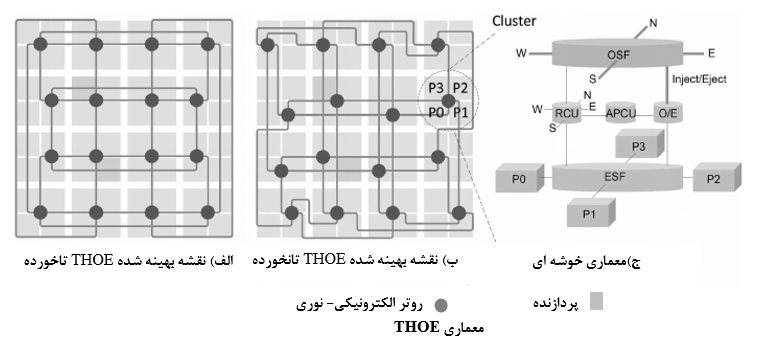 Cluster
P3 P2
P0 P1
N
W
OSF
E
S
Inject/Eject
N
W
RCU
E
APCU
O/E
S
P3
P0
ESF
P2
P1
الف) نقشه بهینه شده THOE تاخورده
ب) نقشه بهینه شده THOE تانخورده
ج)معماری خوشه ای
روتر الکترونیکی- نوری
پردازنده
معماری THOE